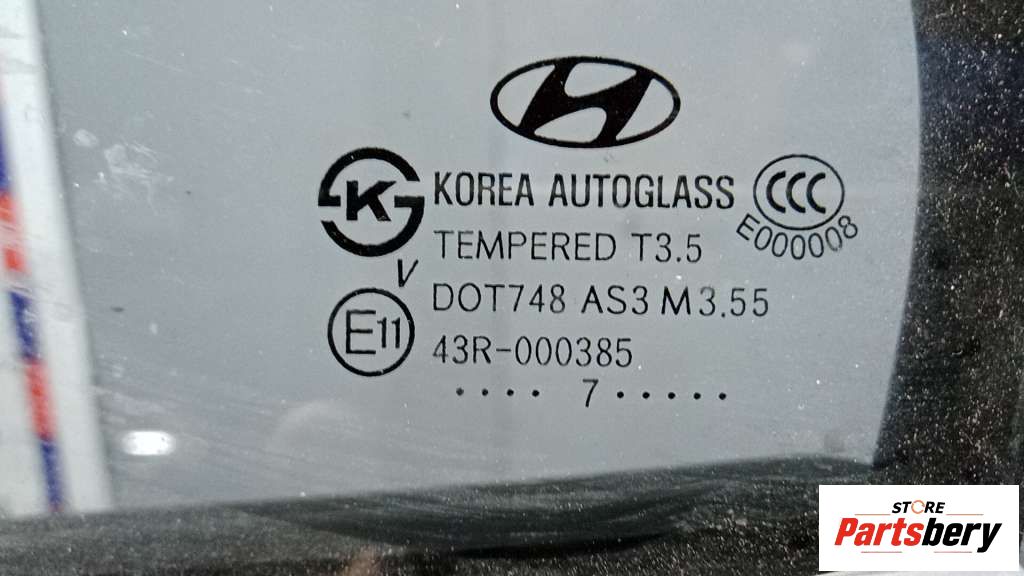 K
KOREA AUTOGLASS
CCC
E000008
TEMPERED T3.5
V
DOT748 AS3 M3.55
E11
43R-000385
.... 7 .....
STORE
Partsbery